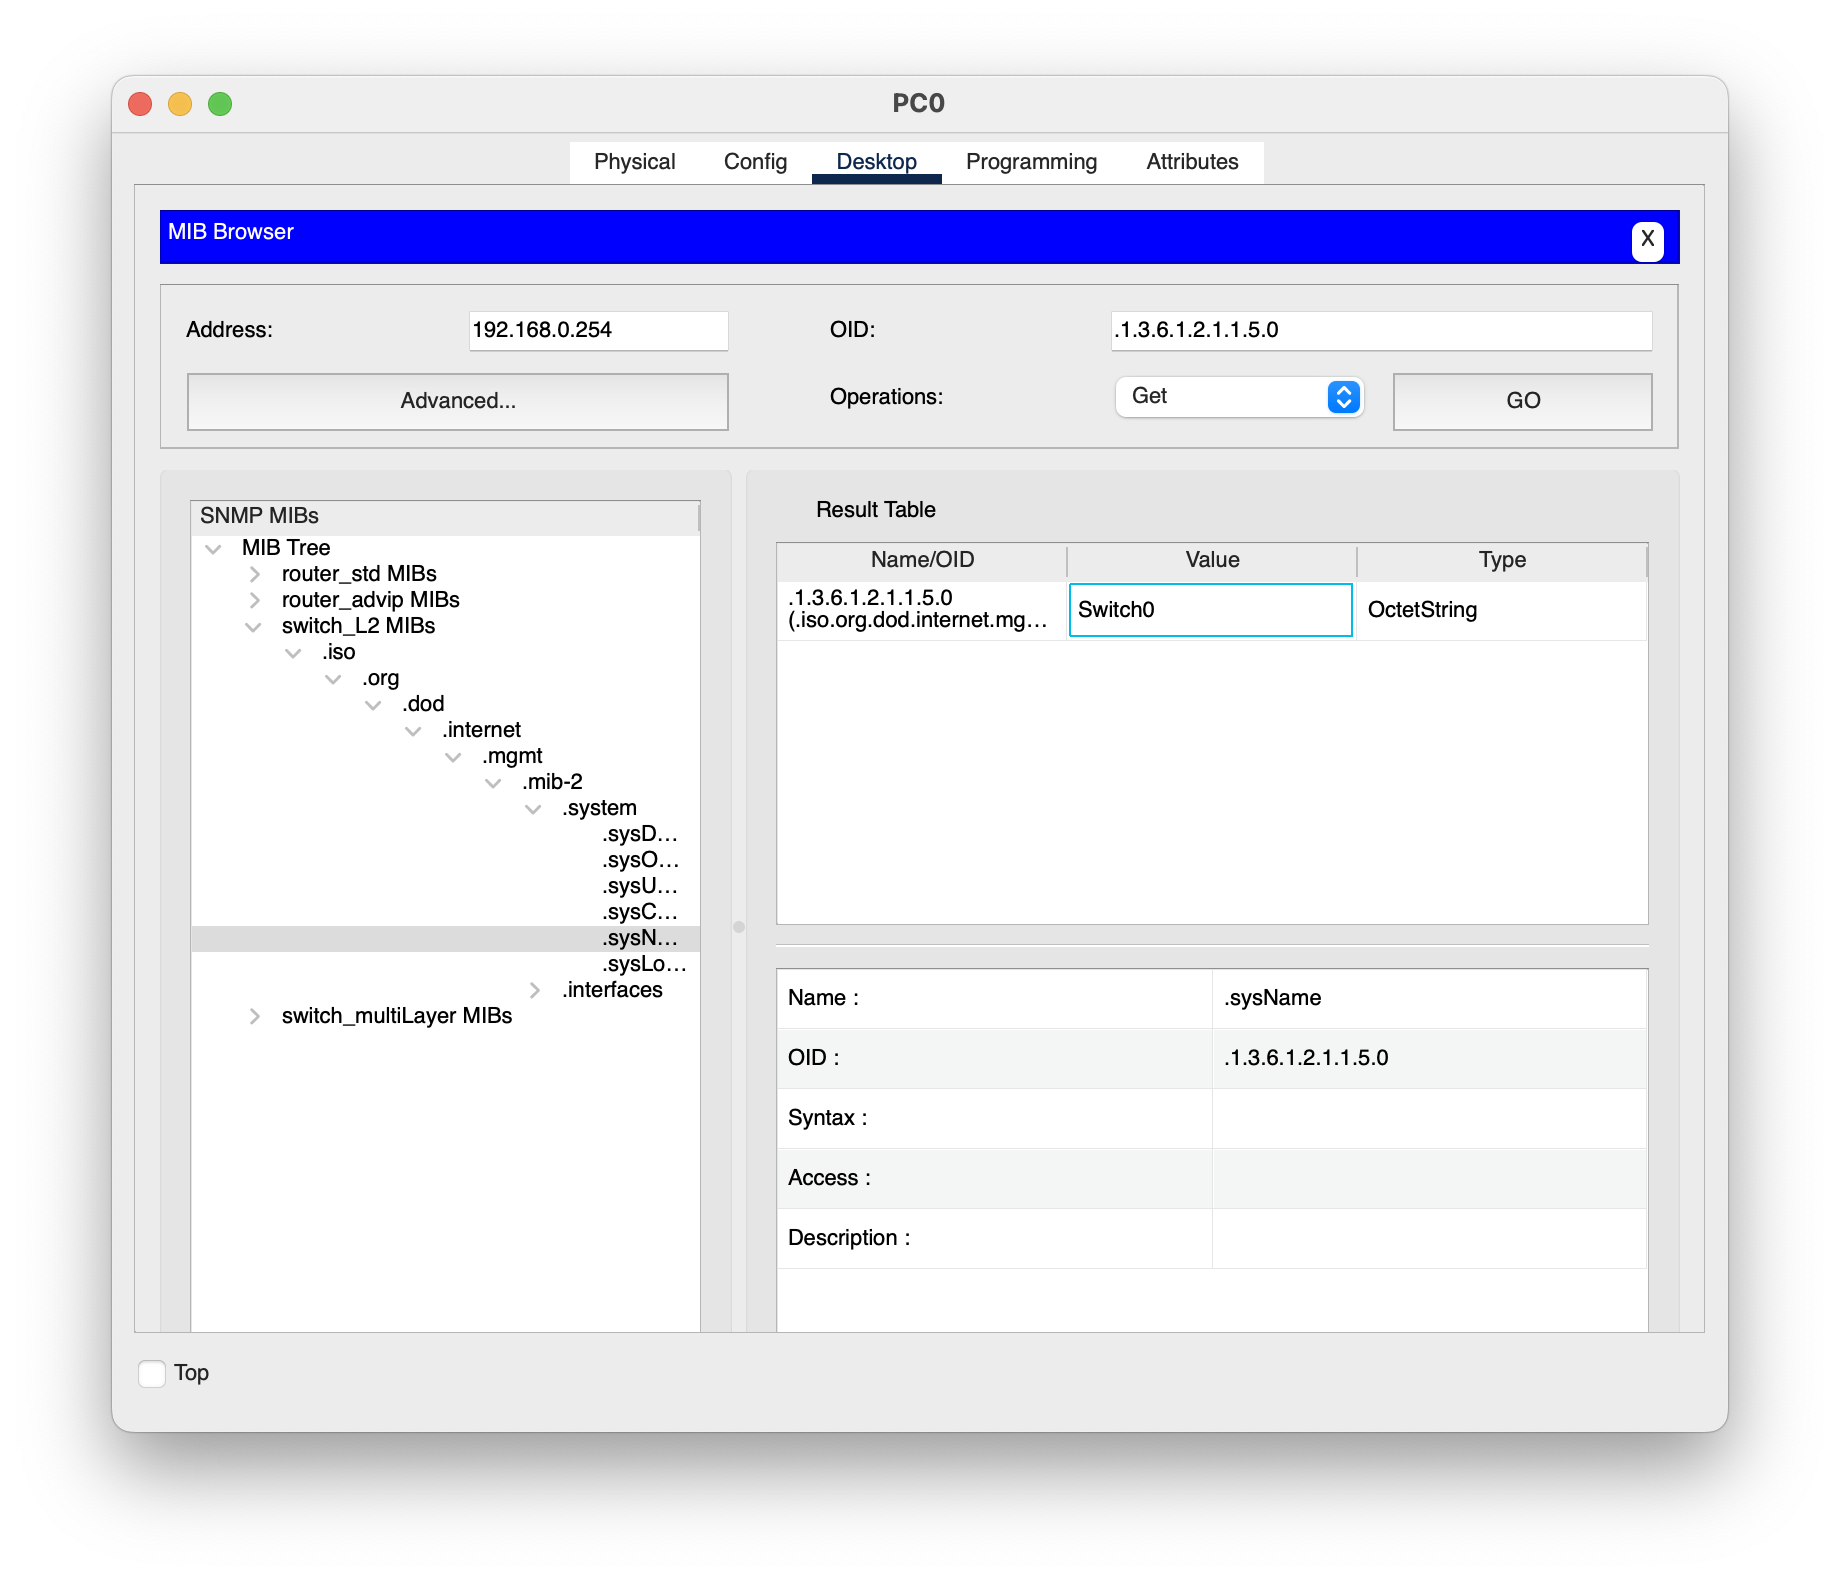 PC0
Physical Config Desktop Programming Attributes
MIB Browser
X
Address: 192.168.0.254 OID: .1.3.6.1.2.1.1.5.0
Advanced... Operations: Get GO
SNMP MIBs
MIB Tree
router_std MIBs
router_advip MIBs
switch_L2 MIBs
.iso
.org
.dod
.internet
.mgmt
.mib-2
.system
.sysD...
.sysO...
.sysU...
.sysC...
.sysN...
.sysLo...
.interfaces
switch_multiLayer MIBs
Result Table
Name/OID Value Type
.1.3.6.1.2.1.1.5.0
(.iso.org.dod.internet.mg... Switch0 OctetString
Name : .sysName
OID : .1.3.6.1.2.1.1.5.0
Syntax :
Access :
Description :
Top